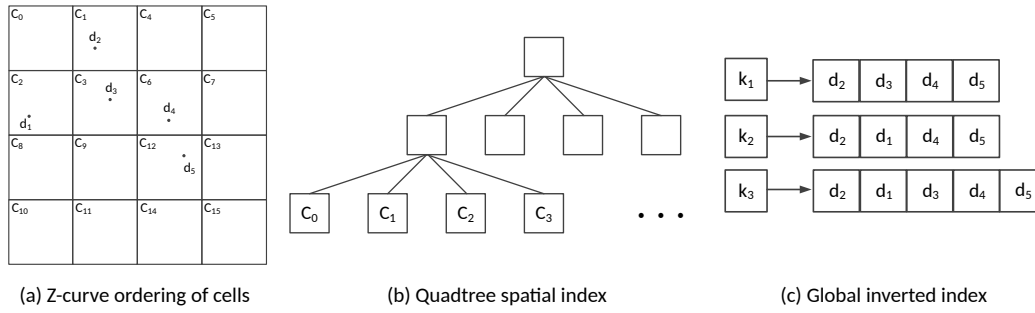 C₀ C₁ C₄ C₅
d₂
C₂ C₃ C₆ C₇
d₃
d₄
d₁
C₈ C₉ C₁₂ C₁₃
d₅
C₁₀ C₁₁ C₁₄ C₁₅
(a) Z-curve ordering of cells
C₀ C₁ C₂ C₃ . . .
(b) Quadtree spatial index
k₁ d₂ d₃ d₄ d₅
k₂ d₂ d₁ d₄ d₅
k₃ d₂ d₁ d₃ d₄ d₅
(c) Global inverted index